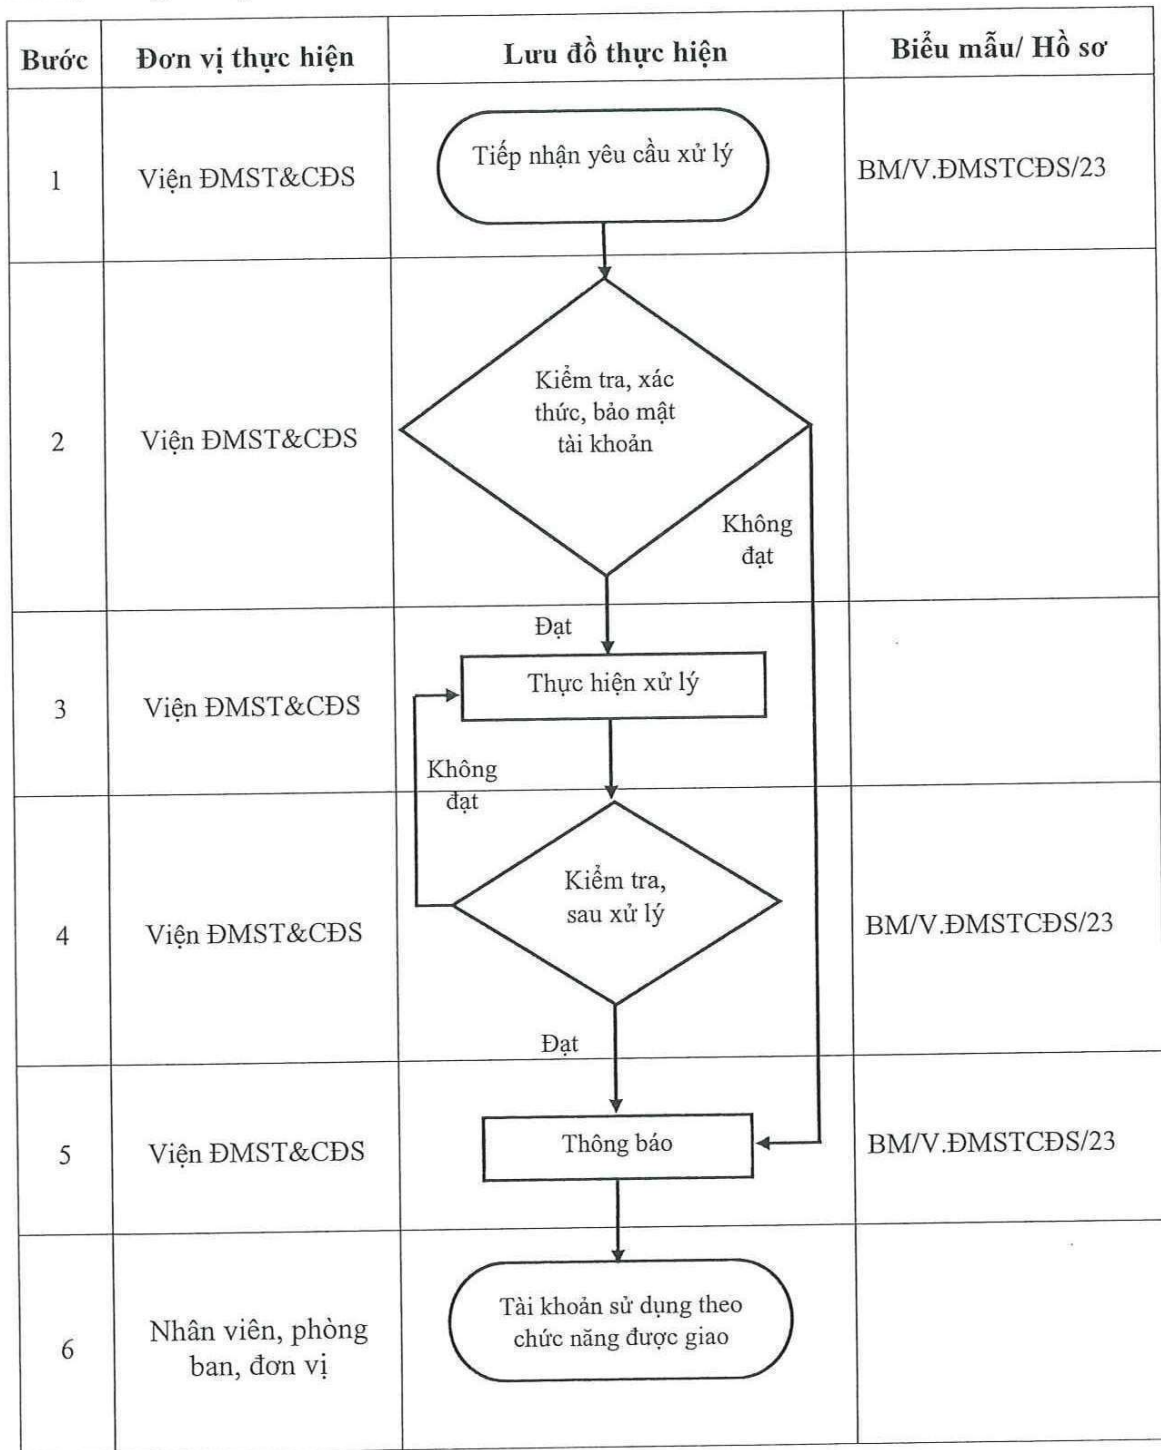 Bước
Đơn vị thực hiện
Lưu đồ thực hiện
Biểu mẫu/ Hồ sơ
1
Viện ĐMST&CĐS
Tiếp nhận yêu cầu xử lý
BM/V.ĐMSTCĐS/23
2
Viện ĐMST&CĐS
Kiểm tra, xác
thức, bảo mật
tài khoản
Không
đạt
Đạt
3
Viện ĐMST&CĐS
Thực hiện xử lý
Không
đạt
4
Viện ĐMST&CĐS
Kiểm tra,
sau xử lý
BM/V.ĐMSTCĐS/23
Đạt
5
Viện ĐMST&CĐS
Thông báo
BM/V.ĐMSTCĐS/23
6
Nhân viên, phòng
ban, đơn vị
Tài khoản sử dụng theo
chức năng được giao